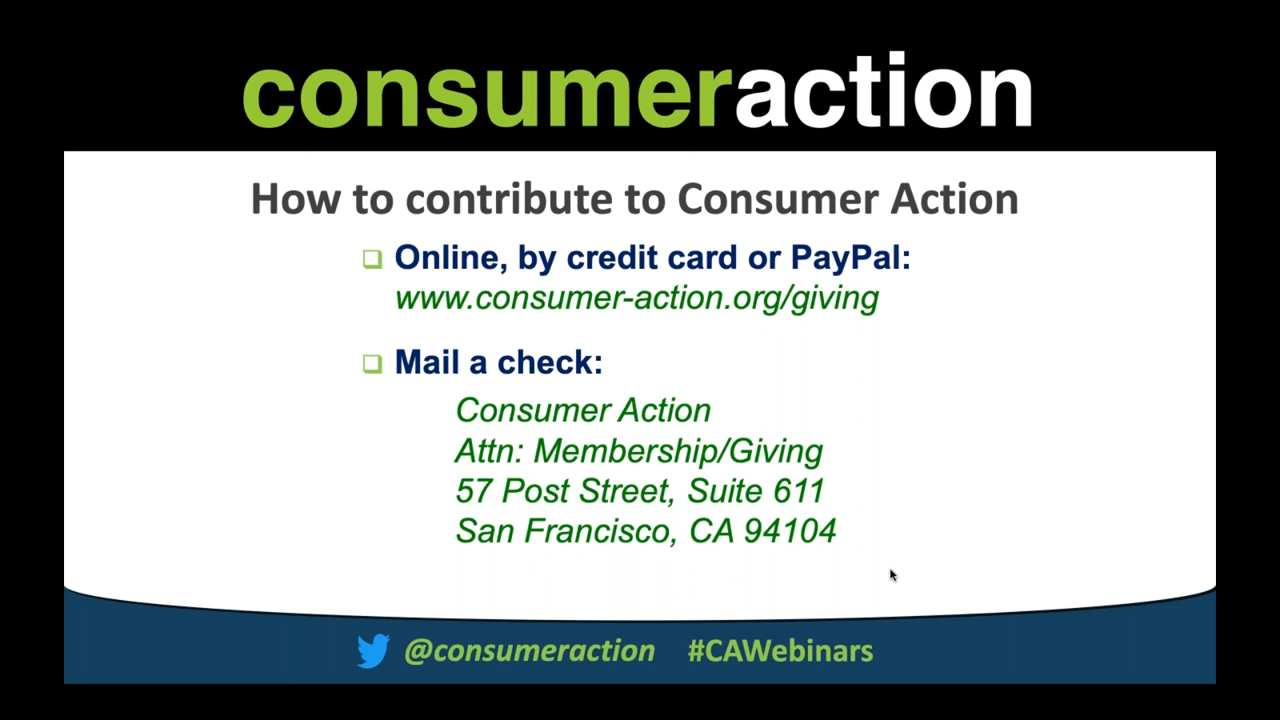 consumeraction
How to contribute to Consumer Action
Online, by credit card or PayPal:
www.consumer-action.org/giving
Mail a check:
Consumer Action
Attn: Membership/Giving
57 Post Street, Suite 611
San Francisco, CA 94104
@consumeraction #CAWebinars